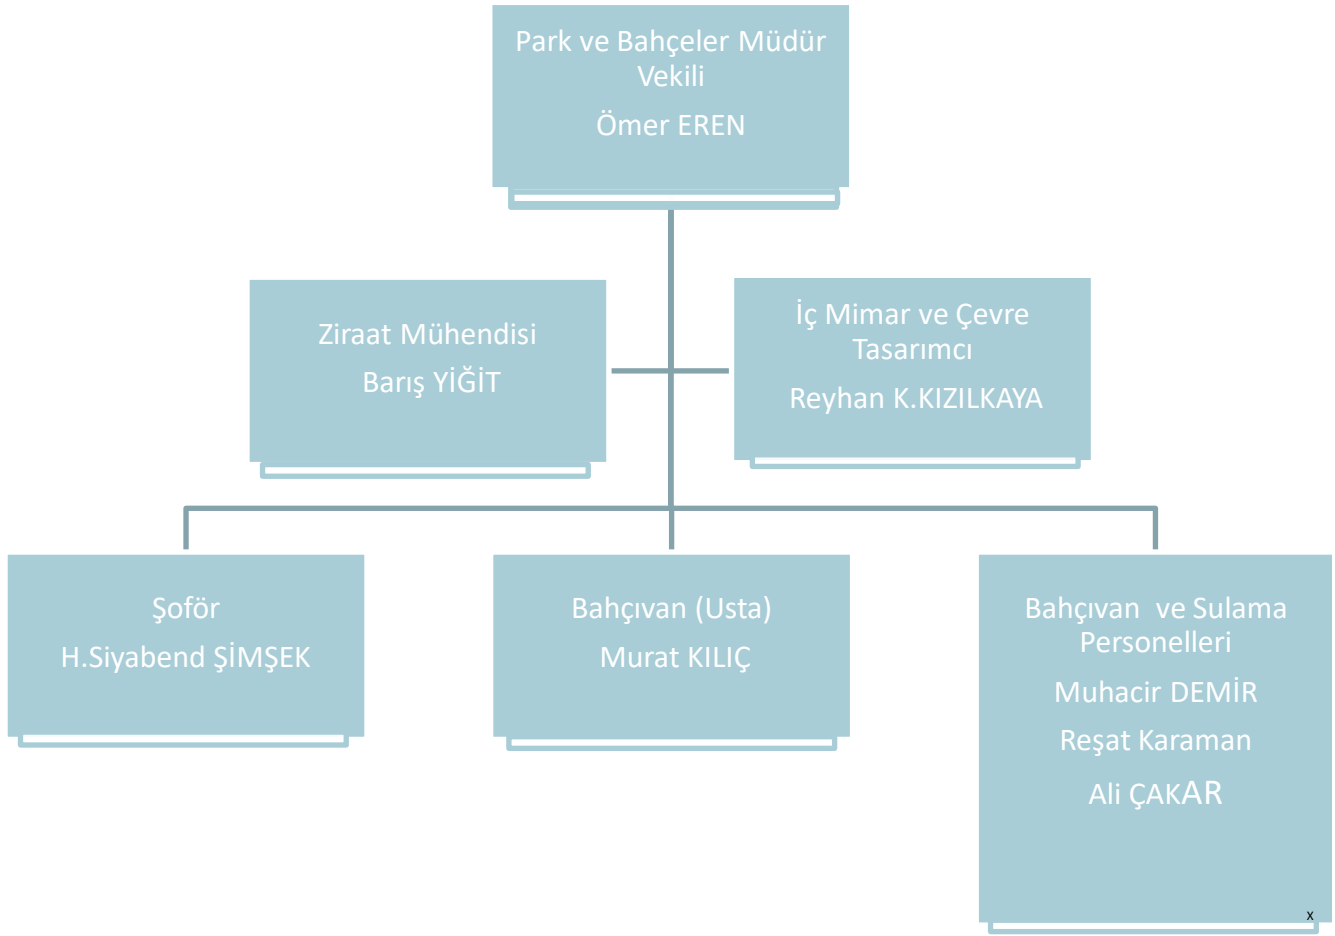 Park ve Bahçeler Müdür
Vekili
Ömer EREN
Ziraat Mühendisi
Barış YİĞİT
İç Mimar ve Çevre
Tasarımcı
Reyhan K.KIZILKAYA
Şoför
H.Siyabend ŞİMŞEK
Bahçıvan (Usta)
Murat KILIÇ
Bahçıvan  ve Sulama
Personelleri
Muhacir DEMİR
Reşat Karaman
Ali ÇAKAR
x